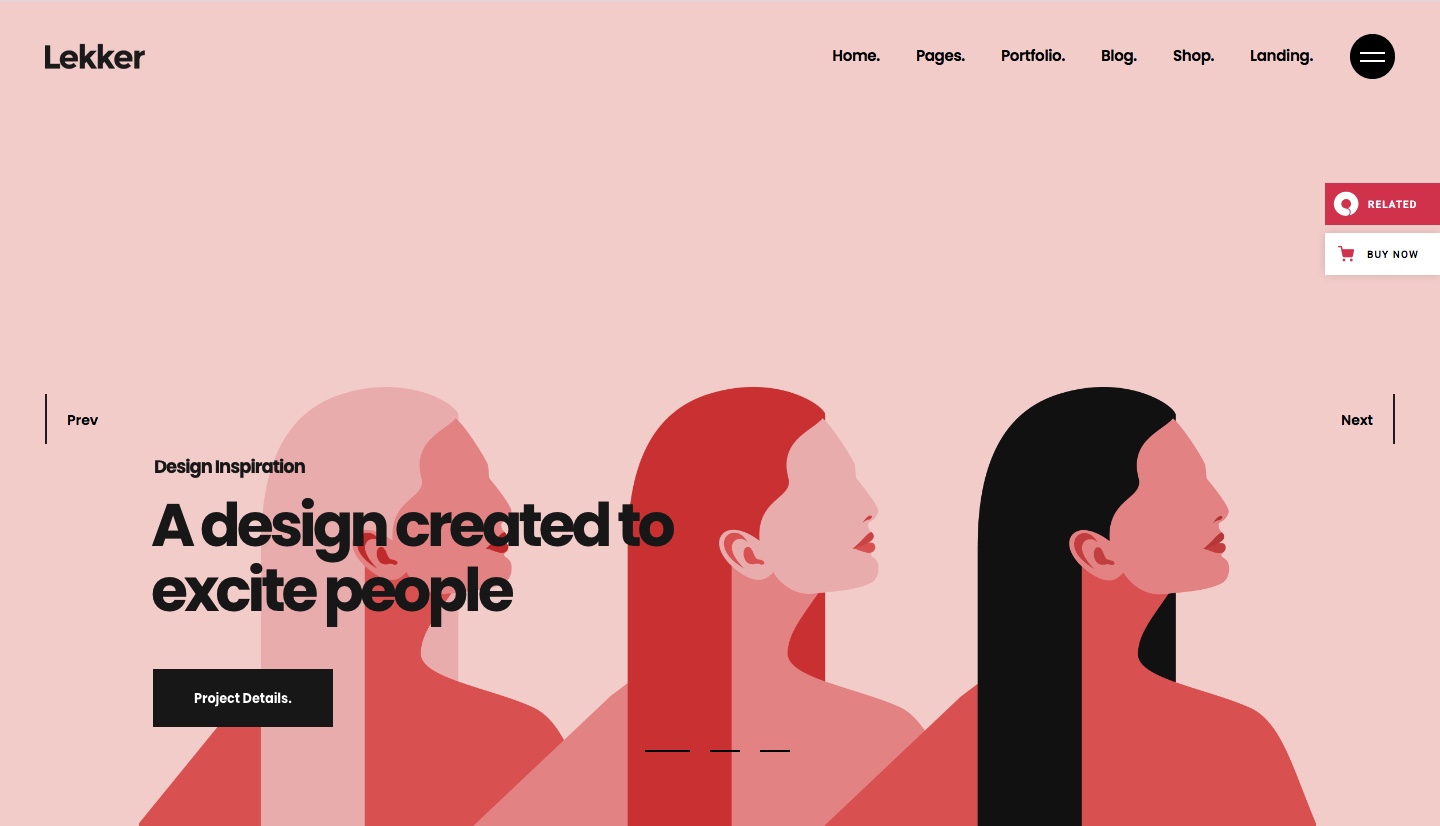 Lekker
Home. Pages. Portfolio. Blog. Shop. Landing.
RELATED
BUY NOW
Prev
Next
Design Inspiration
A design created to
excite people
Project Details.